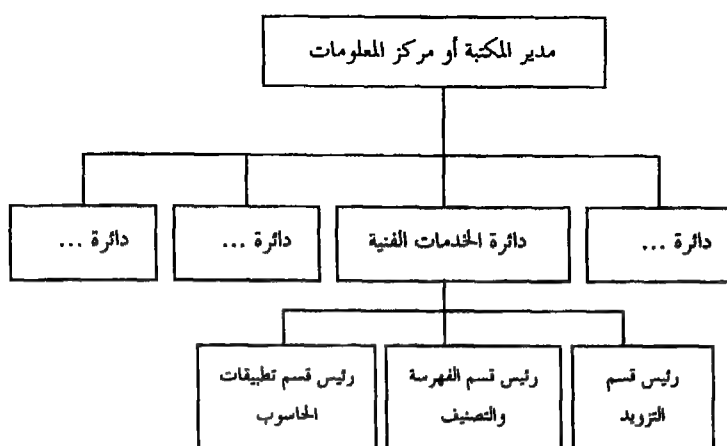 مدير المكتبة أو مركز المعلومات
دائرة ...
دائرة الخدمات الفنية
دائرة ...
دائرة ...
رئيس قسم
التزويد
رئيس قسم الفهرسة
والتصنيف
رئيس قسم تطبيقات
الحاسوب